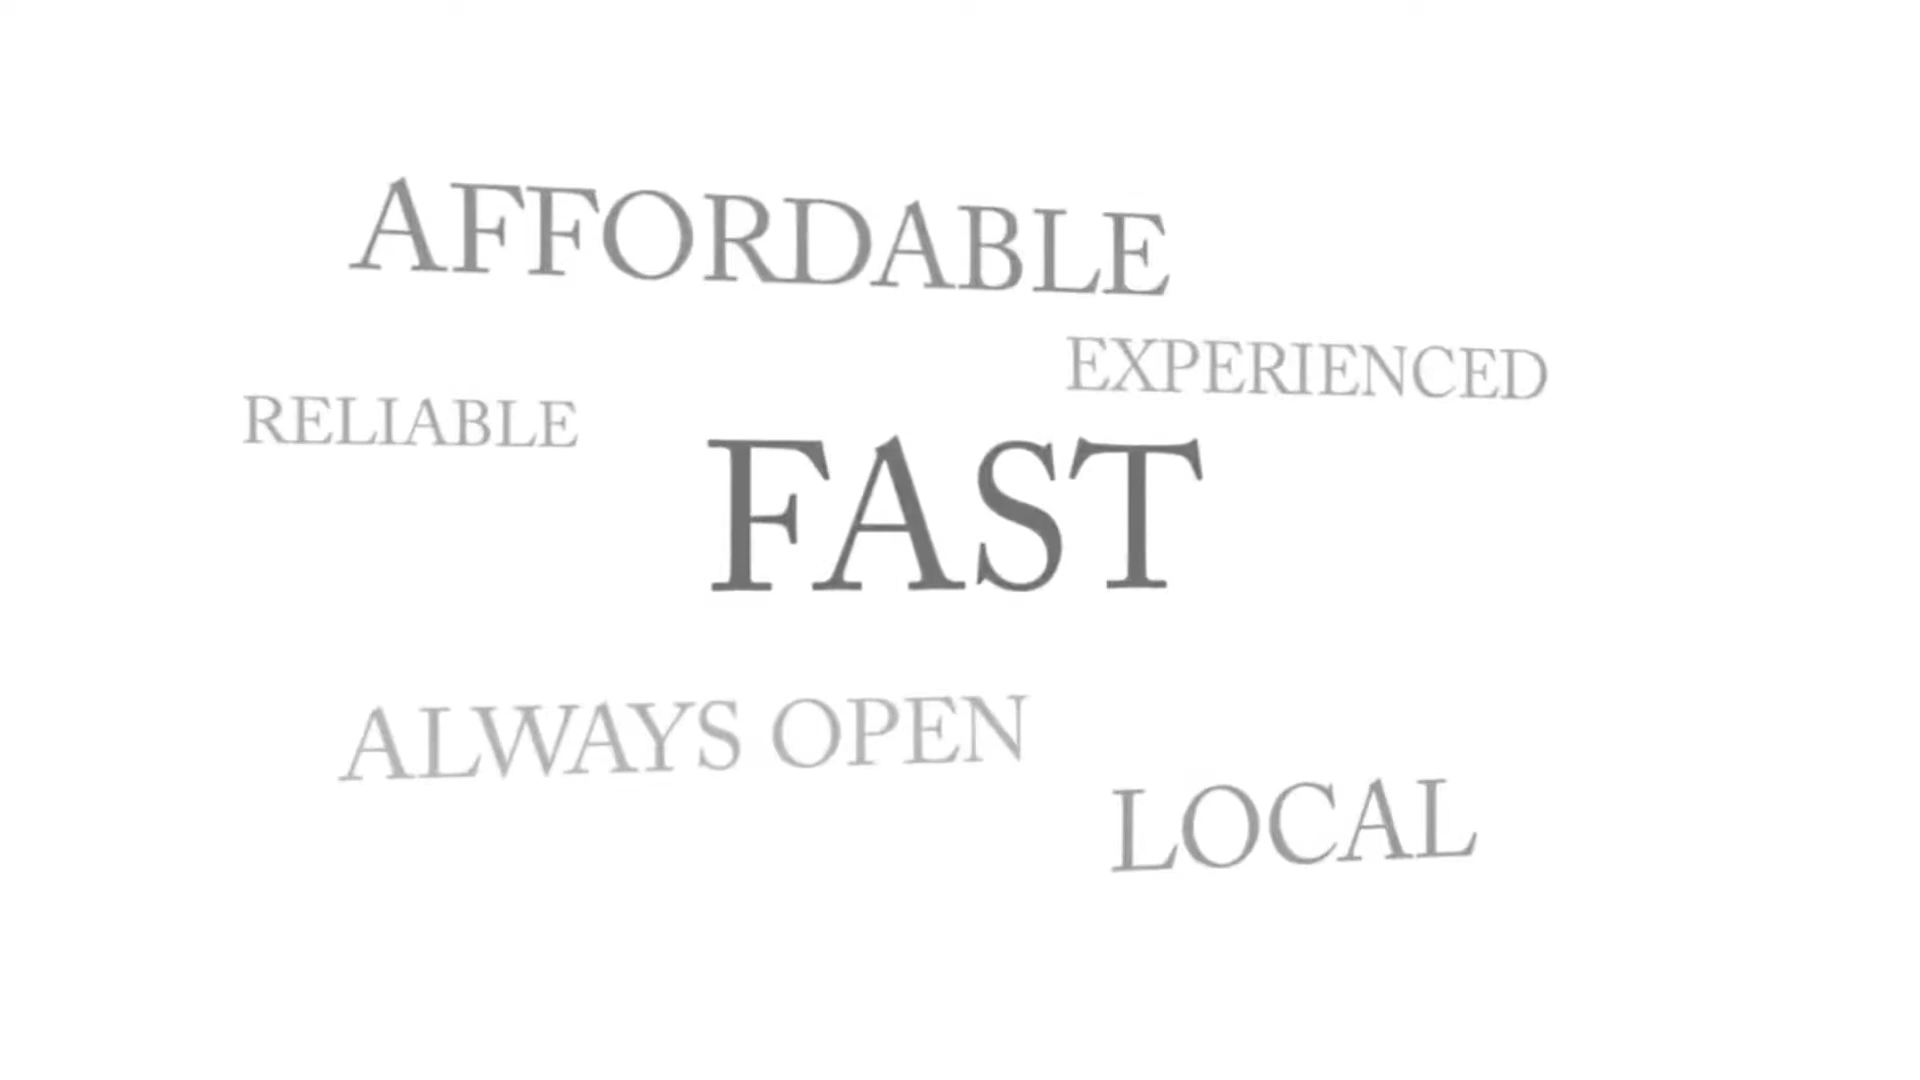 AFFORDABLE
EXPERIENCED
RELIABLE
FAST
ALWAYS OPEN
LOCAL